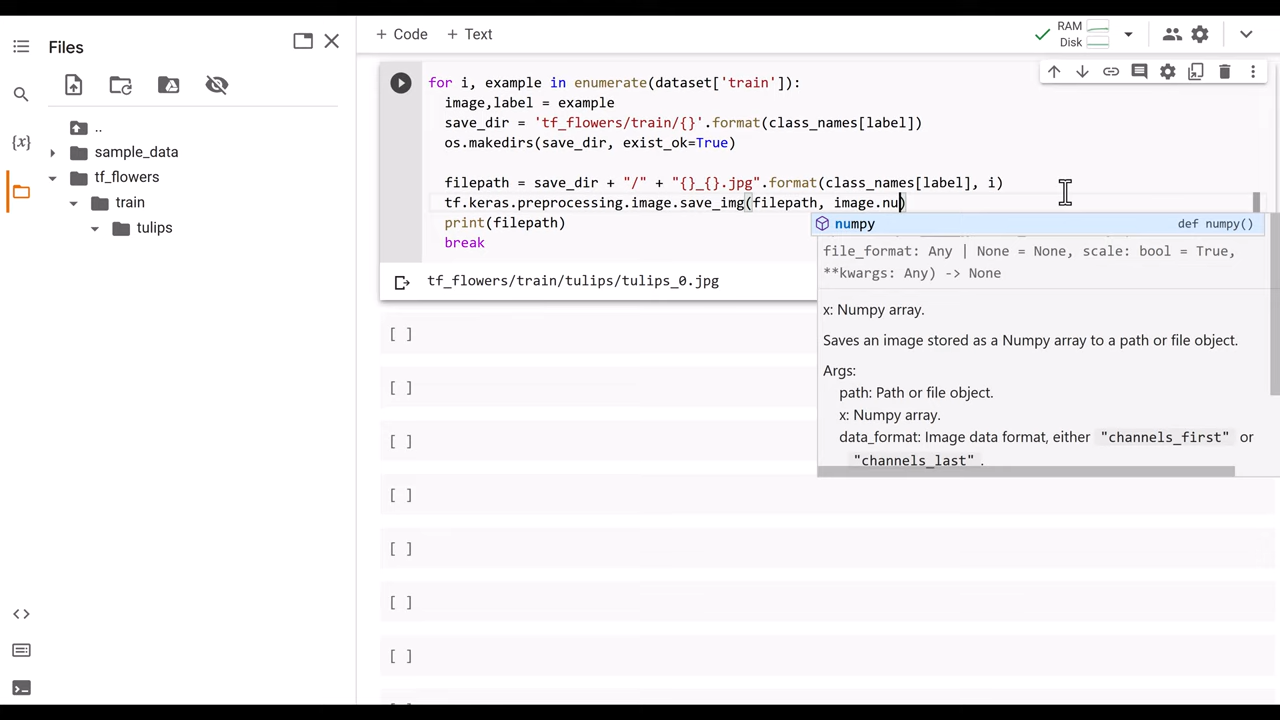 Files
+ Code + Text
RAM
Disk
..
sample_data
tf_flowers
train
tulips
for i, example in enumerate(dataset['train']):
image,label = example
save_dir = 'tf_flowers/train/{}'.format(class_names[label])
os.makedirs(save_dir, exist_ok=True)
filepath = save_dir + "/" + "{}_{}.jpg".format(class_names[label], i)
tf.keras.preprocessing.image.save_img(filepath, image.nu)
print(filepath)
break
numpy def numpy()
file_format: Any | None = None, scale: bool = True,
**kwargs: Any) -> None
x: Numpy array.
Saves an image stored as a Numpy array to a path or file object.
Args:
path: Path or file object.
x: Numpy array.
data_format: Image data format, either "channels_first" or
"channels_last" .
tf_flowers/train/tulips/tulips_0.jpg
[ ]
[ ]
[ ]
[ ]
[ ]
[ ]
[ ]